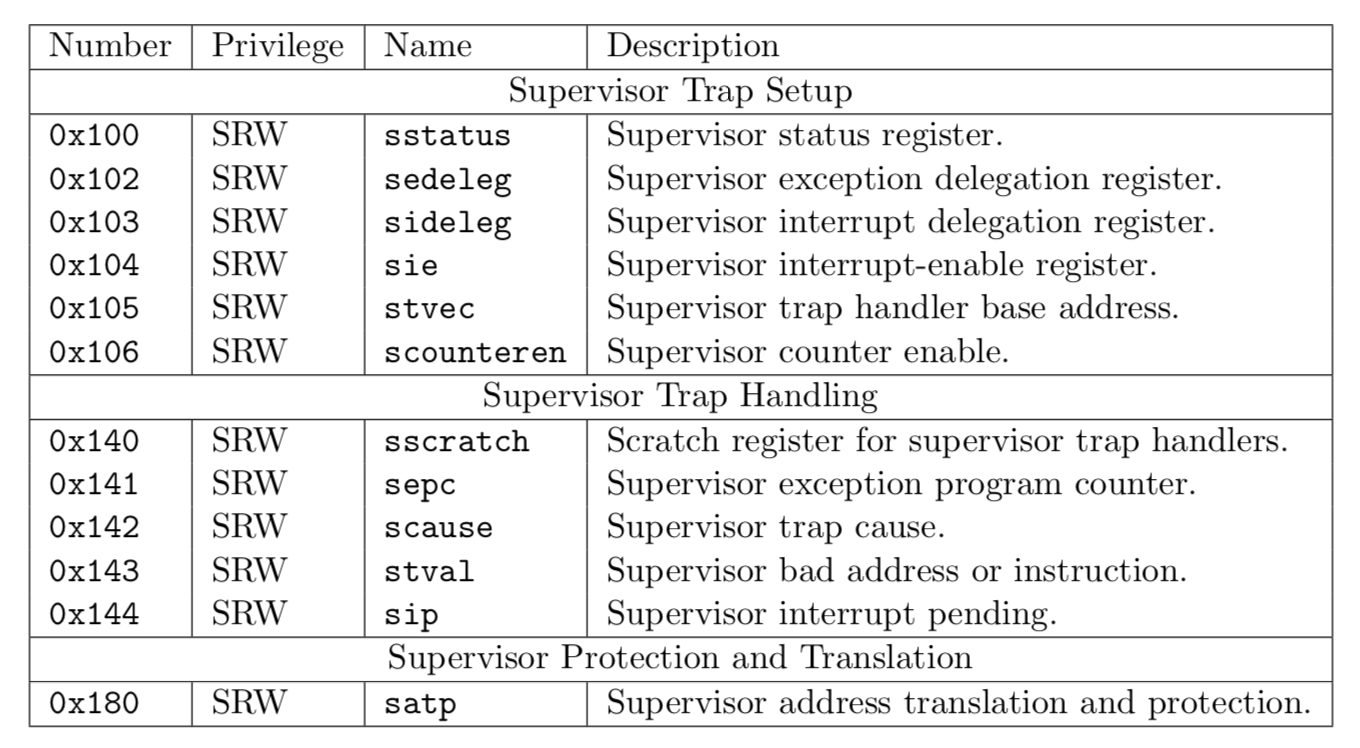 Number Privilege Name Description
Supervisor Trap Setup
0x100 SRW sstatus Supervisor status register.
0x102 SRW sedeleg Supervisor exception delegation register.
0x103 SRW sideleg Supervisor interrupt delegation register.
0x104 SRW sie Supervisor interrupt-enable register.
0x105 SRW stvec Supervisor trap handler base address.
0x106 SRW scounteren Supervisor counter enable.
Supervisor Trap Handling
0x140 SRW sscratch Scratch register for supervisor trap handlers.
0x141 SRW sepc Supervisor exception program counter.
0x142 SRW scause Supervisor trap cause.
0x143 SRW stval Supervisor bad address or instruction.
0x144 SRW sip Supervisor interrupt pending.
Supervisor Protection and Translation
0x180 SRW satp Supervisor address translation and protection.